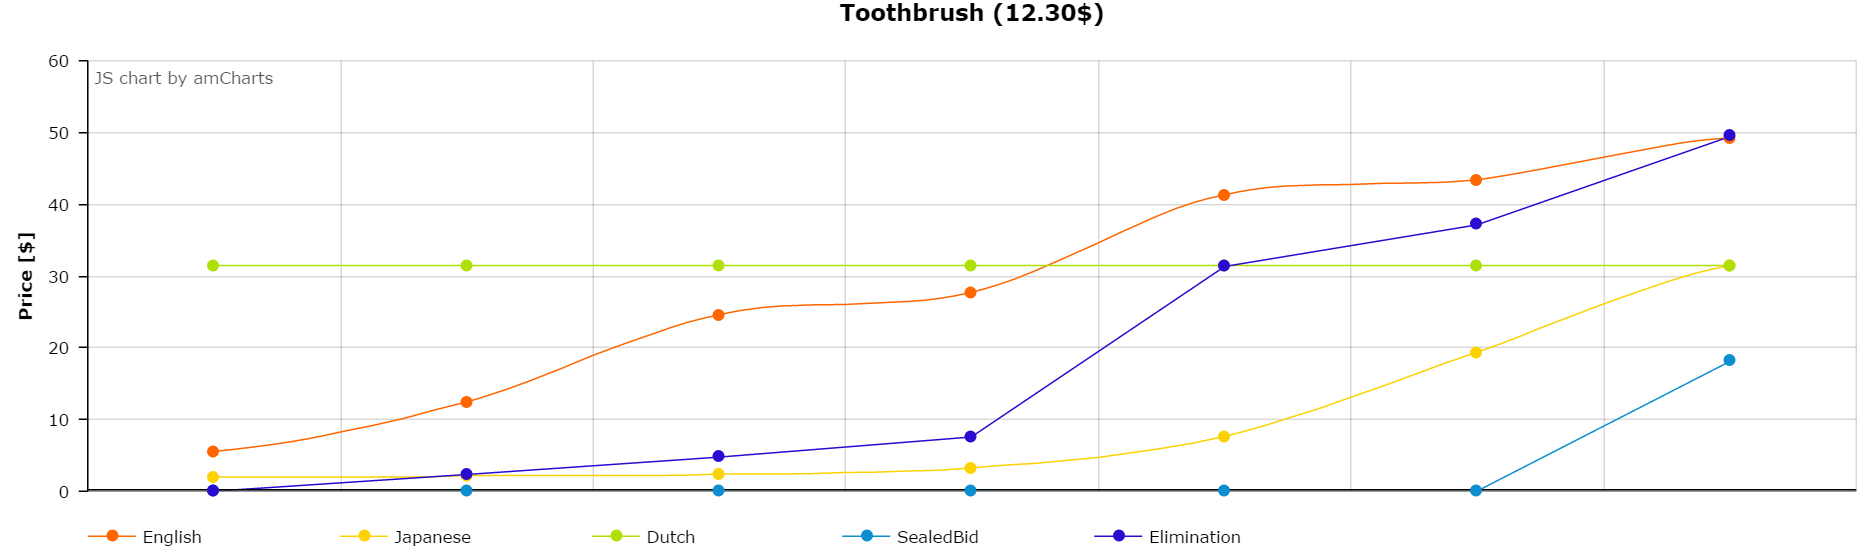 Toothbrush (12.30$)
JS chart by amCharts
60
50
40
30
20
10
0
Price [$]
English Japanese Dutch SealedBid Elimination